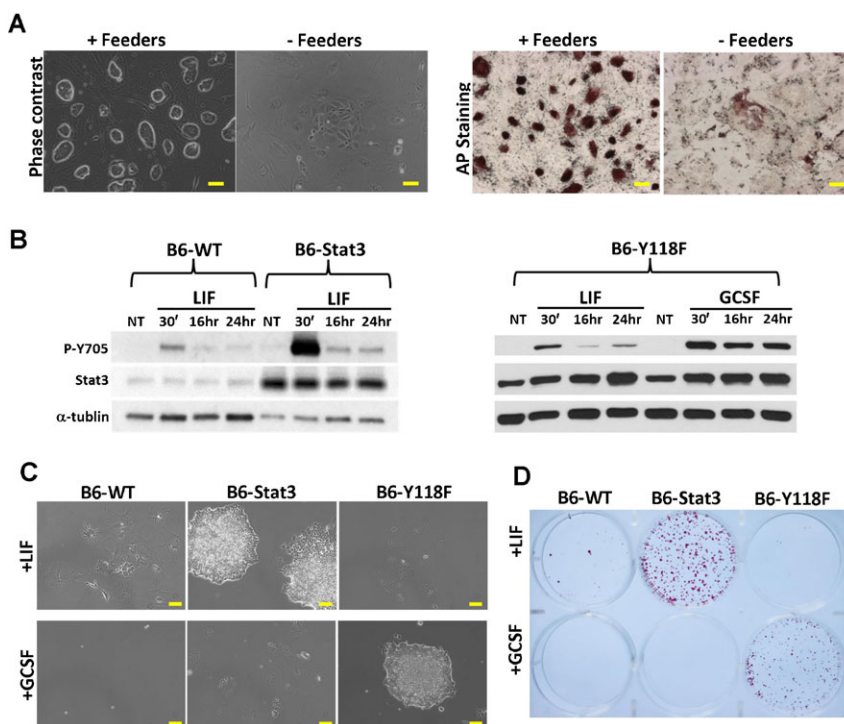 A
+ Feeders - Feeders + Feeders - Feeders
Phase contrast
AP Staining
B
B6-WT B6-Stat3 B6-Y118F
LIF LIF LIF GCSF
NT 30′ 16hr 24hr NT 30′ 16hr 24hr NT 30′ 16hr 24hr NT 30′ 16hr 24hr
P-Y705
Stat3
α-tublin
C
B6-WT B6-Stat3 B6-Y118F
+LIF
+GCSF
D
B6-WT B6-Stat3 B6-Y118F
+LIF
+GCSF